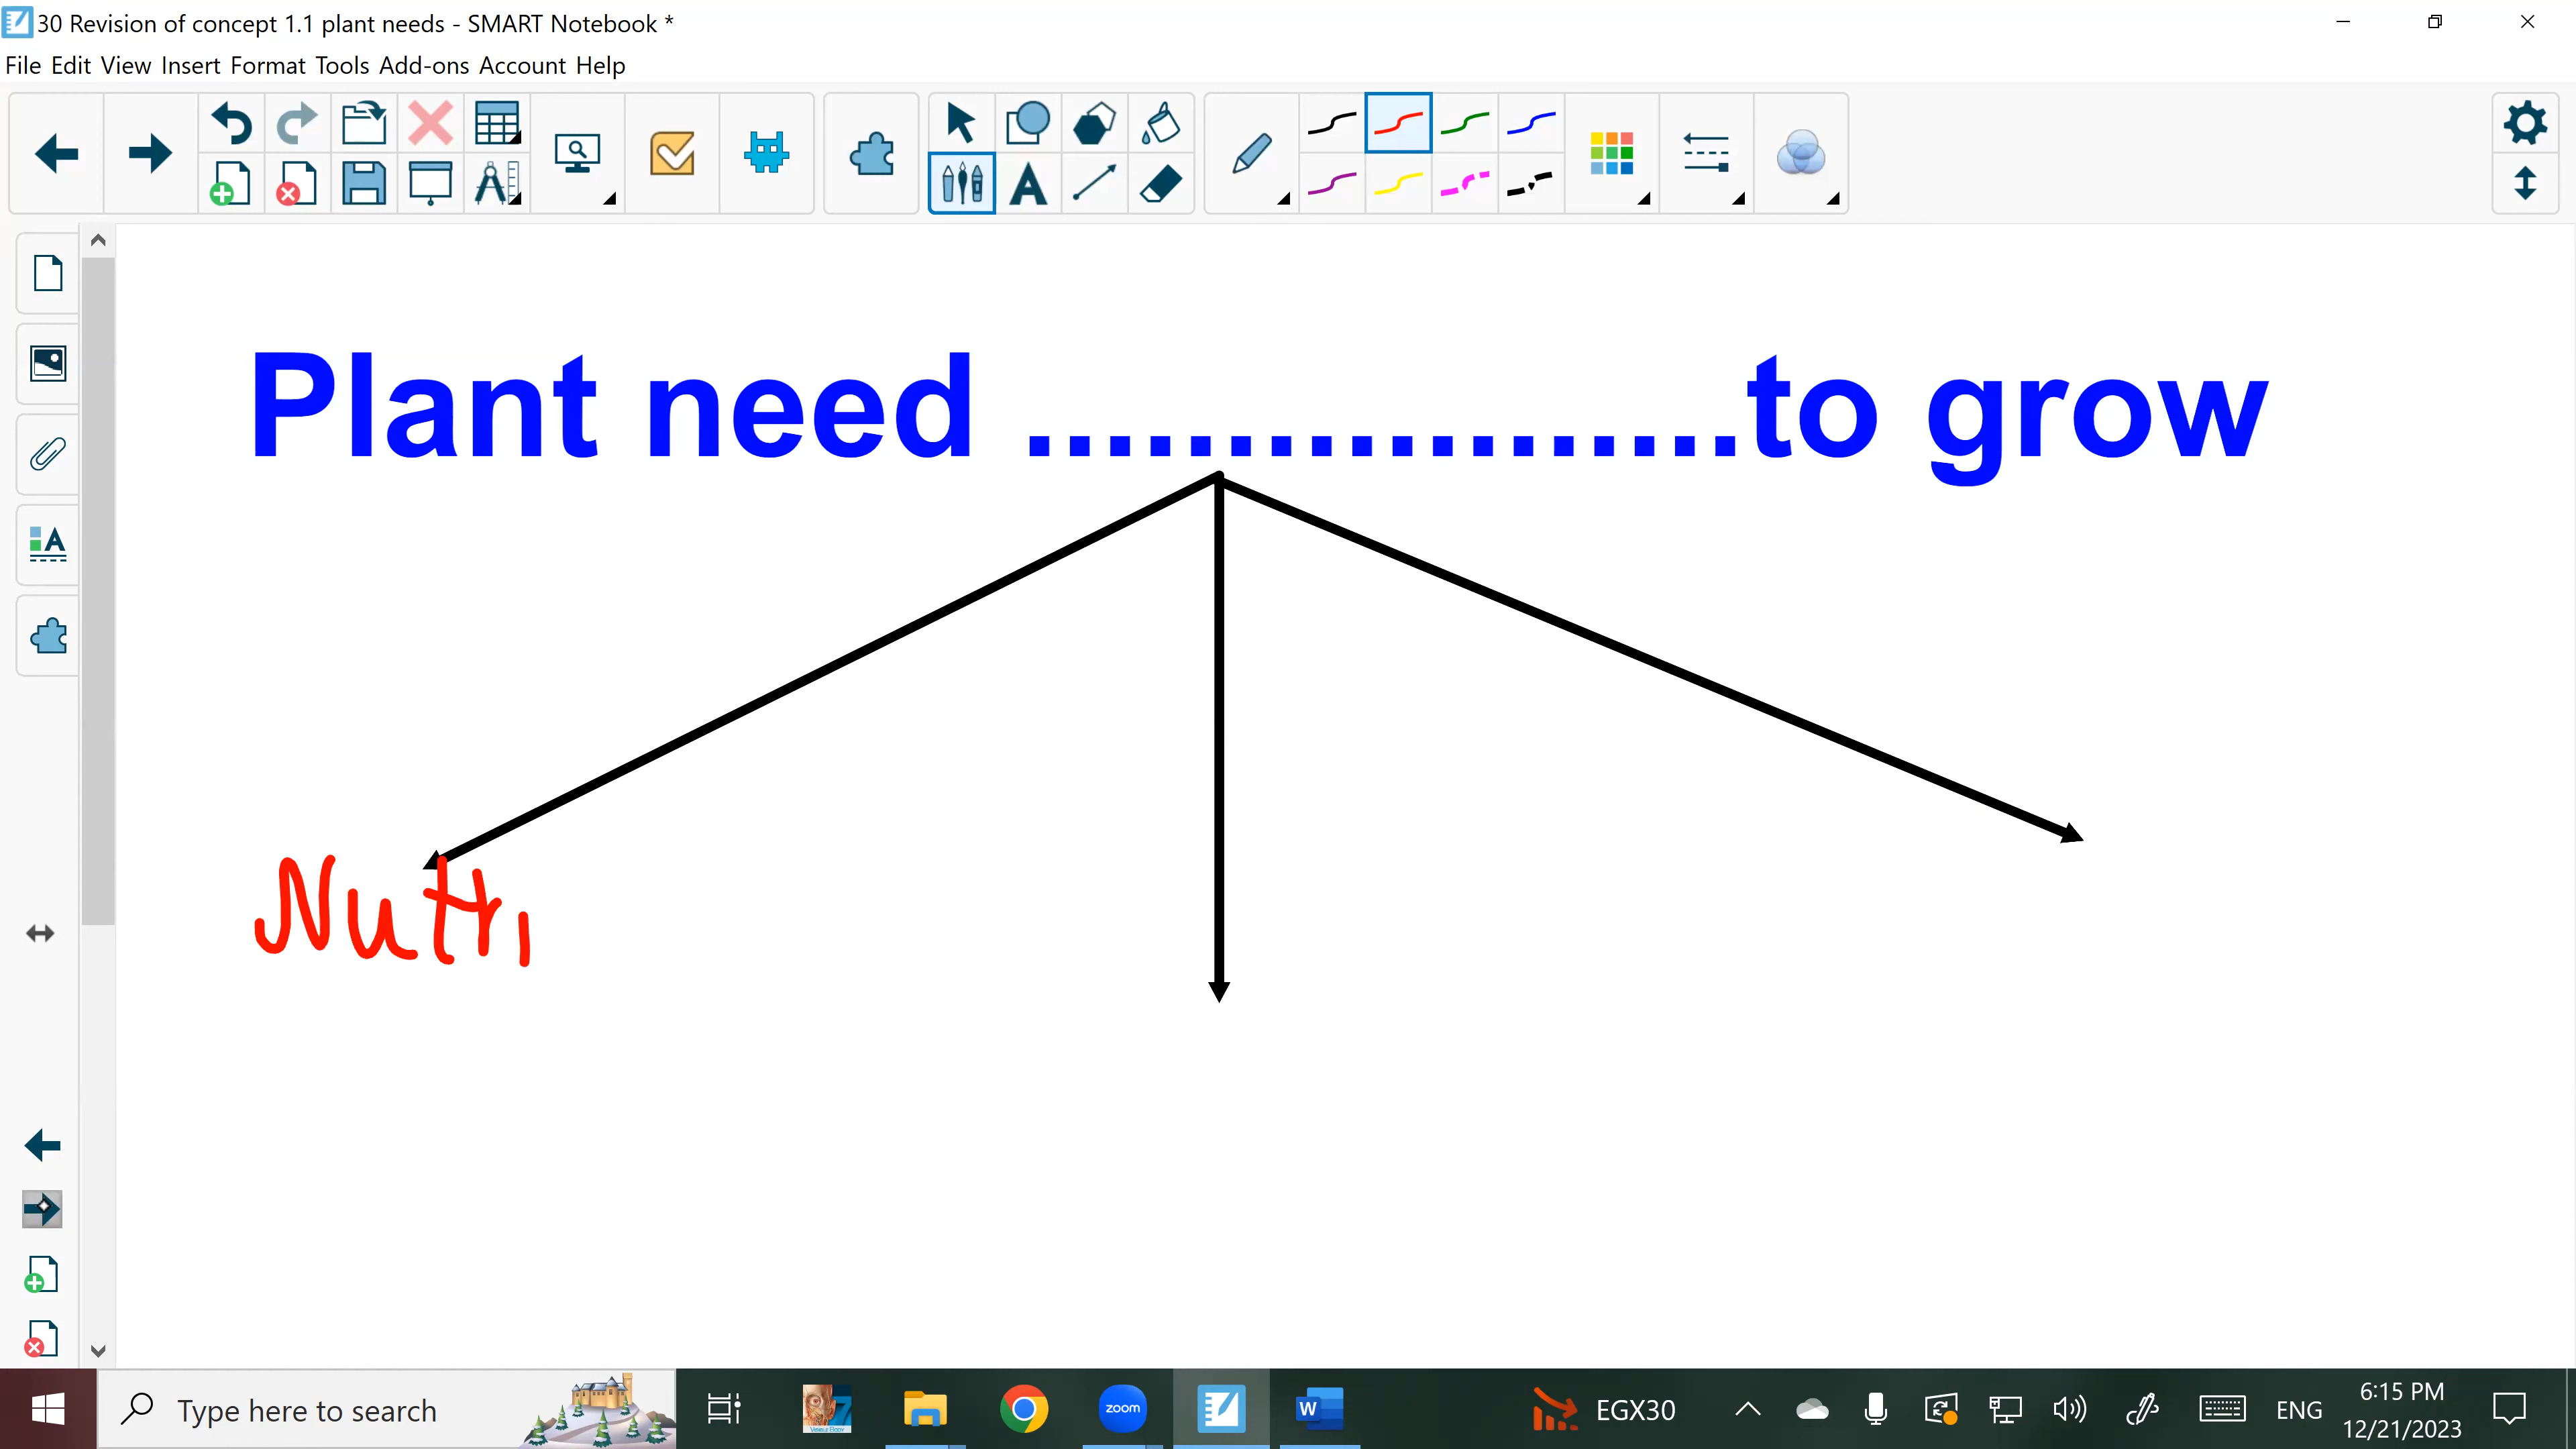 30 Revision of concept 1.1 plant needs - SMART Notebook *
File Edit View Insert Format Tools Add-ons Account Help
Plant need ..................to grow
Nutri
Type here to search
zoom
W
EGX30
ENG
6:15 PM
12/21/2023